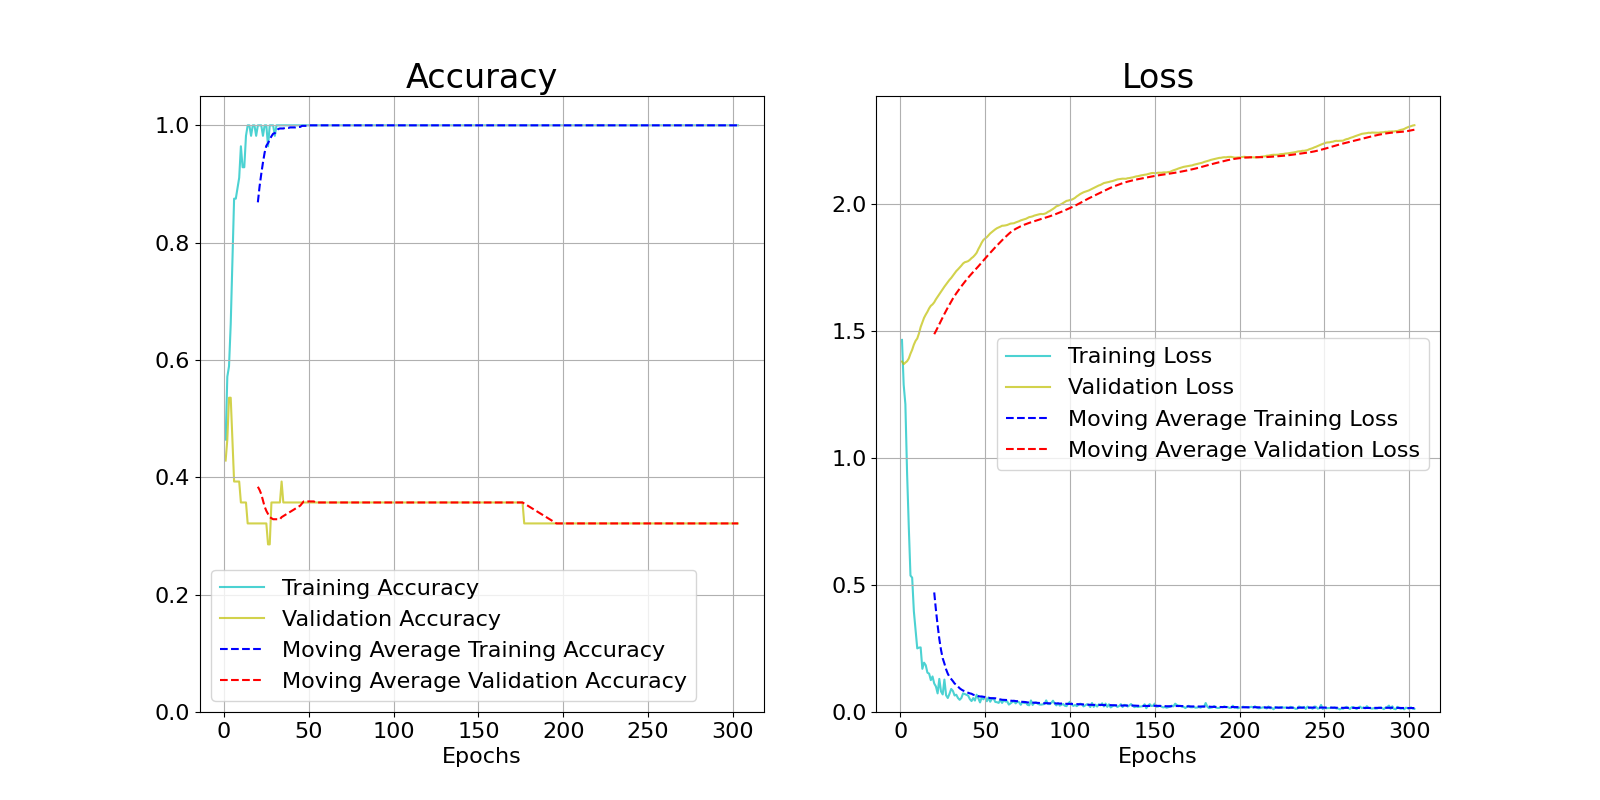 Accuracy
1.0
0.8
0.6
0.4
0.2
0.0
Training Accuracy
Validation Accuracy
Moving Average Training Accuracy
Moving Average Validation Accuracy
0 50 100 150 200 250 300
Epochs
Loss
2.0
1.5
1.0
0.5
0.0
Training Loss
Validation Loss
Moving Average Training Loss
Moving Average Validation Loss
0 50 100 150 200 250 300
Epochs